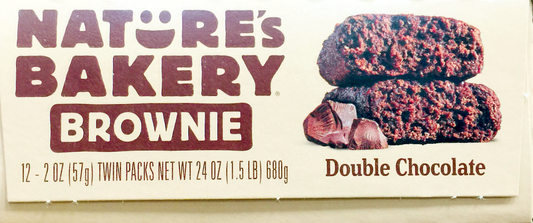 NATURE's
BAKERY®
BROWNIE
12 - 2 OZ (57g) TWIN PACKS NET WT 24 OZ (1.5 LB) 680g
Double Chocolate